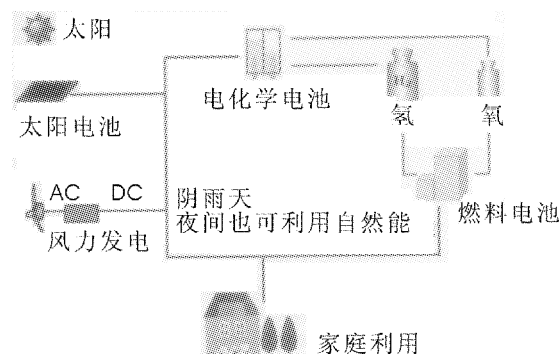 太阳
电化学电池
太阳电池
氢
氧
AC
DC
风力发电
阴雨天
夜间也可利用自然能
燃料电池
家庭利用